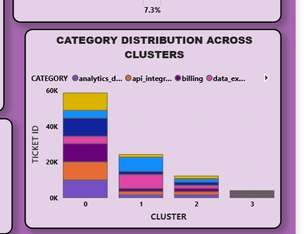 7.3%
CATEGORY DISTRIBUTION ACROSS
CLUSTERS
CATEGORY analytics_d... api_integr... billing data_ex...
60K
40K
20K
0K
TICKET ID
0 1 2 3
CLUSTER